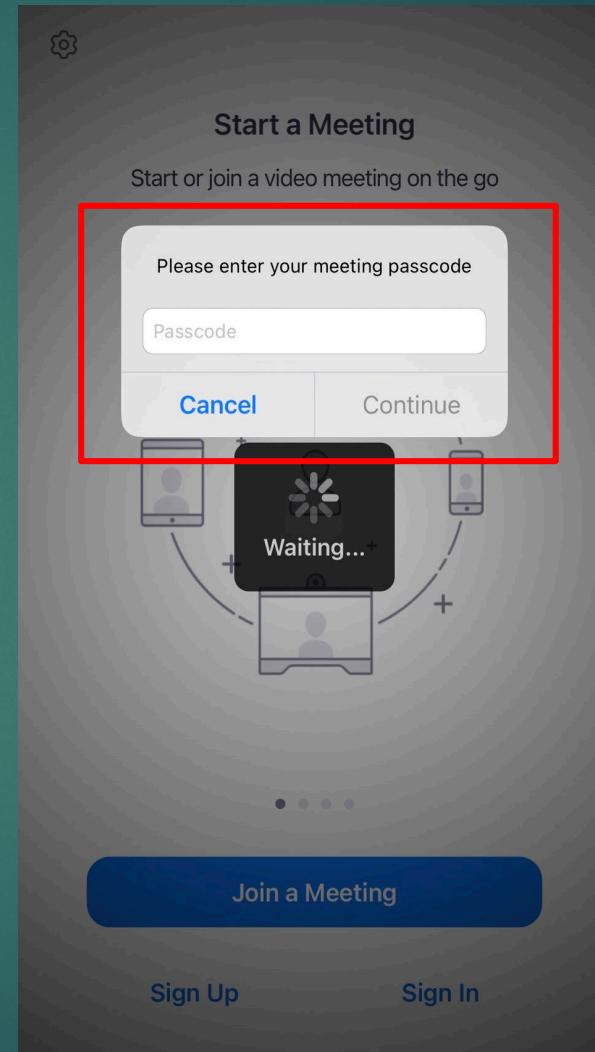 Start a Meeting
Start or join a video meeting on the go
Please enter your meeting passcode
Passcode
Cancel Continue
Waiting...
Join a Meeting
Sign Up Sign In